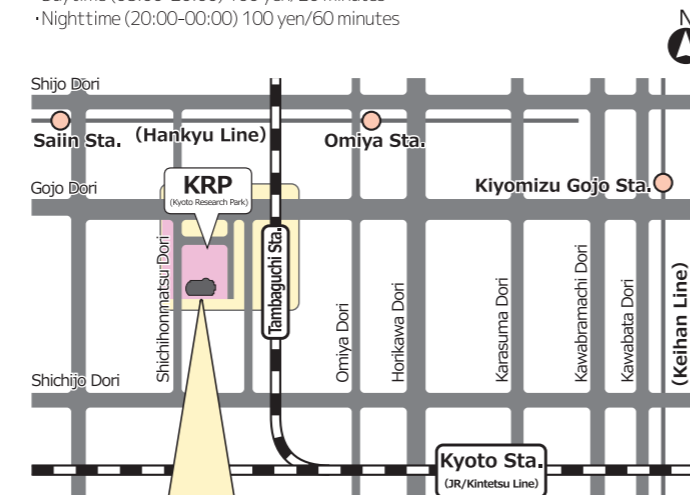 ·Nighttime (20:00-00:00) 100 yen/60 minutes
N
Shijo Dori
Saiin Sta.
(Hankyu Line)
Omiya Sta.
KRP
(Kyoto Research Park)
Gojo Dori
Kiyomizu Gojo Sta.
Shichihonmatsu Dori
Tambaguchi Sta.
Omiya Dori
Horikawa Dori
Karasuma Dori
Kawabramachi Dori
Kawabata Dori
(Keihan Line)
Shichijo Dori
Kyoto Sta.
(JR/Kintetsu Line)